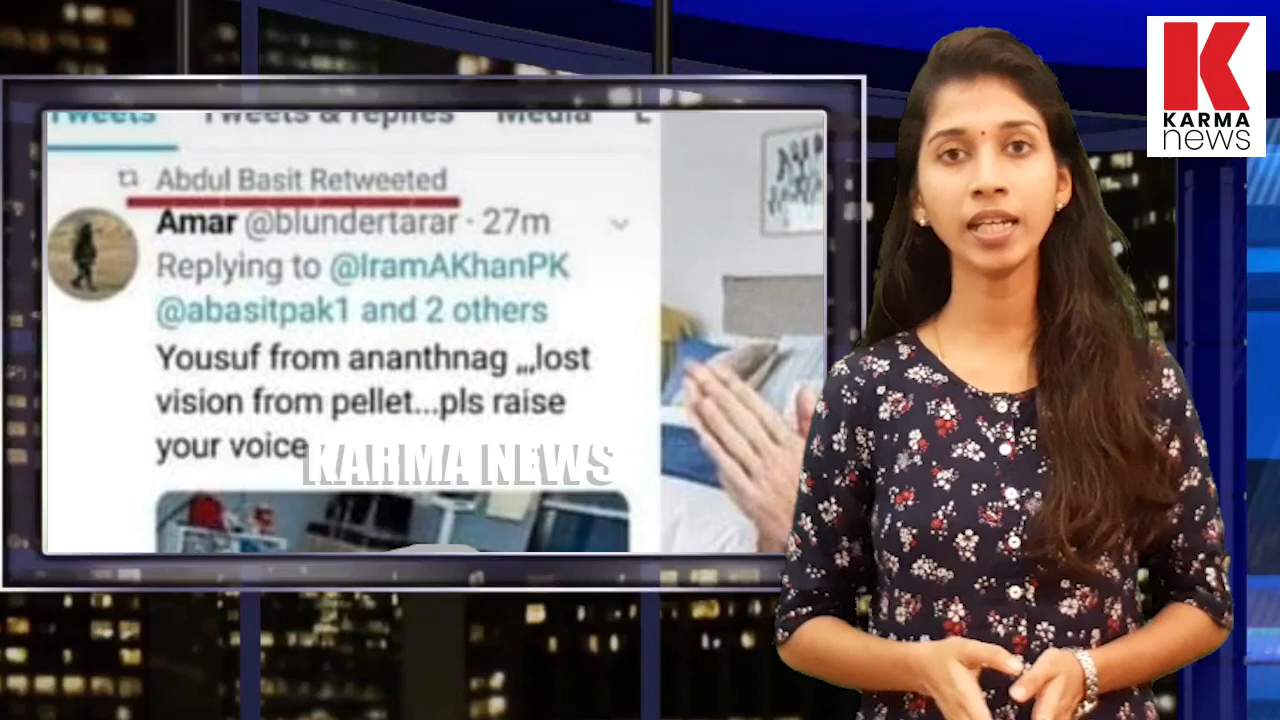 Tweets Tweets & replies Media L
Abdul Basit Retweeted
Amar @blundertarar · 27m
Replying to @IramAKhanPK
@abasitpak1 and 2 others
Yousuf from ananthnag ,,,lost
vision from pellet...pls raise
your voice
KARMA NEWS
K
KARMA
news